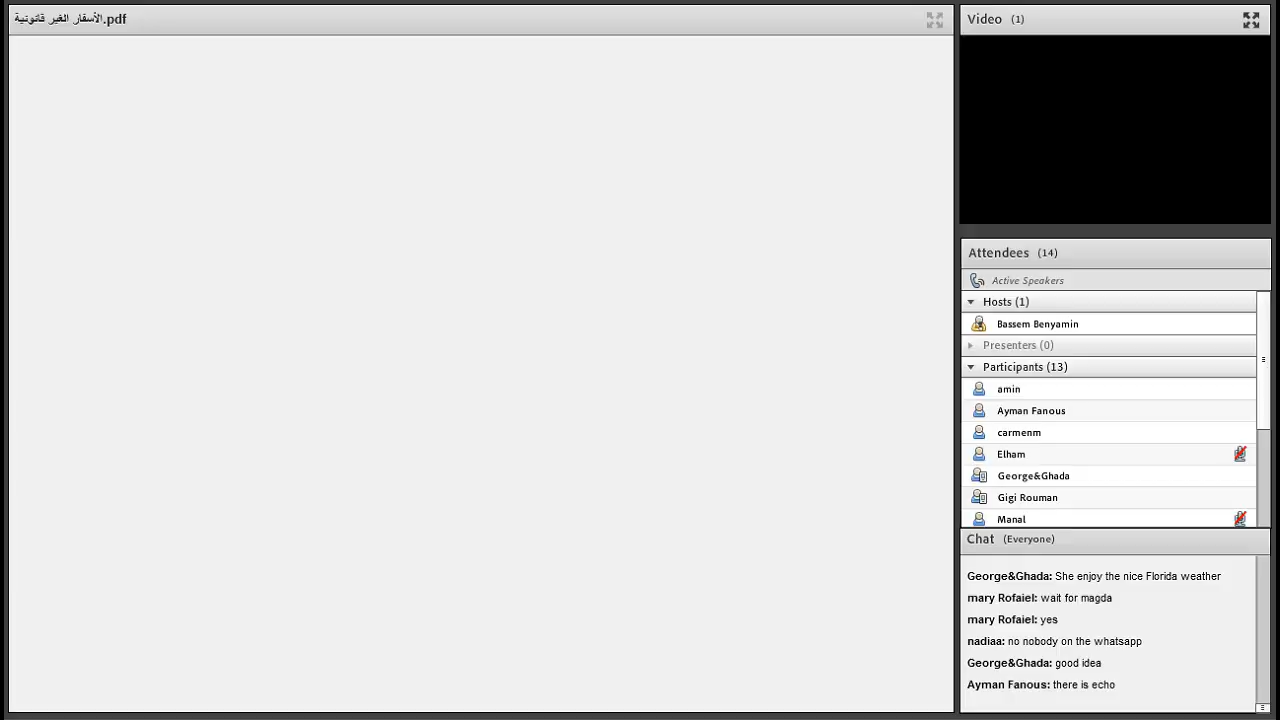 الأسفار الغير قانونية.pdf
Video (1)
Attendees (14)
Active Speakers
Hosts (1)
Bassem Benyamin
Presenters (0)
Participants (13)
amin
Ayman Fanous
carmenm
Elham
George&Ghada
Gigi Rouman
Manal
Chat (Everyone)
George&Ghada: She enjoy the nice Florida weather
mary Rofaiel: wait for magda
mary Rofaiel: yes
nadiaa: no nobody on the whatsapp
George&Ghada: good idea
Ayman Fanous: there is echo